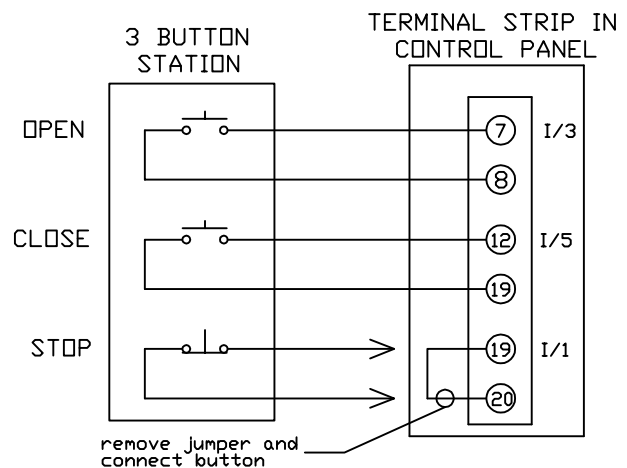 3 BUTTON
STATION
TERMINAL STRIP IN
CONTROL PANEL
OPEN
7
I/3
8
CLOSE
12
I/5
19
STOP
19
I/1
20
remove jumper and
connect button